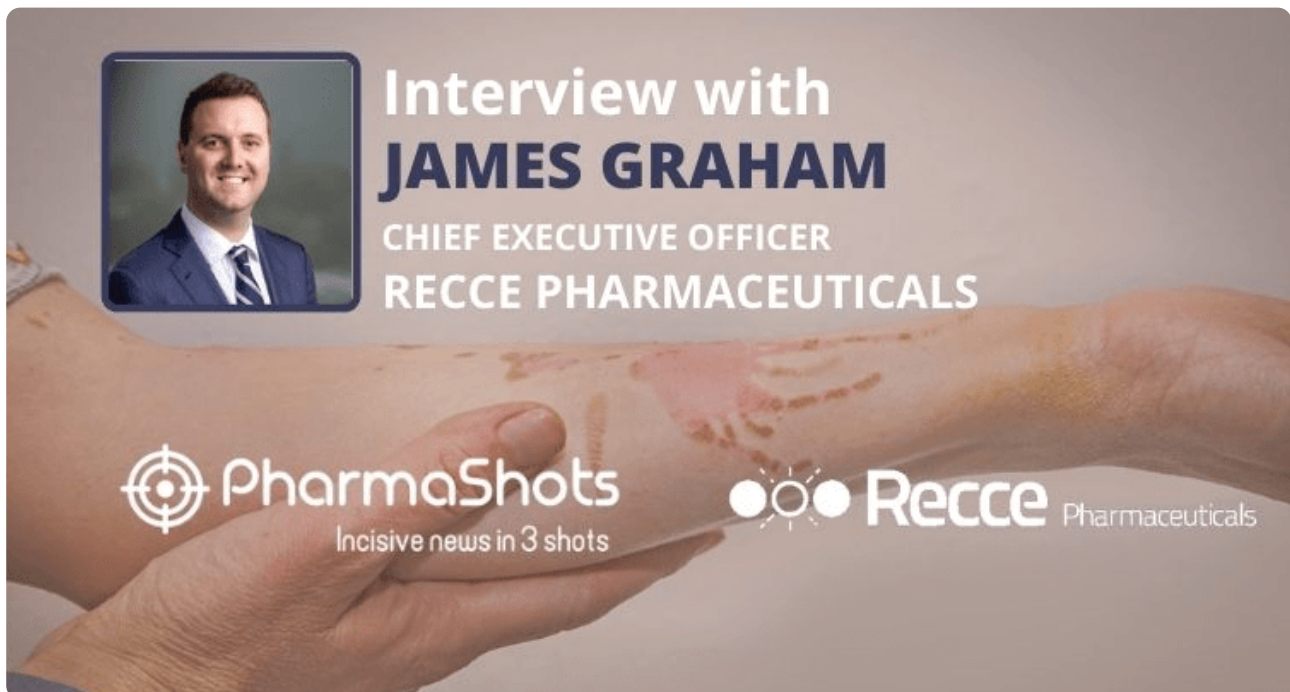 Interview with
JAMES GRAHAM
CHIEF EXECUTIVE OFFICER
RECCE PHARMACEUTICALS
PharmaShots
Incisive news in 3 shots
Recce Pharmaceuticals